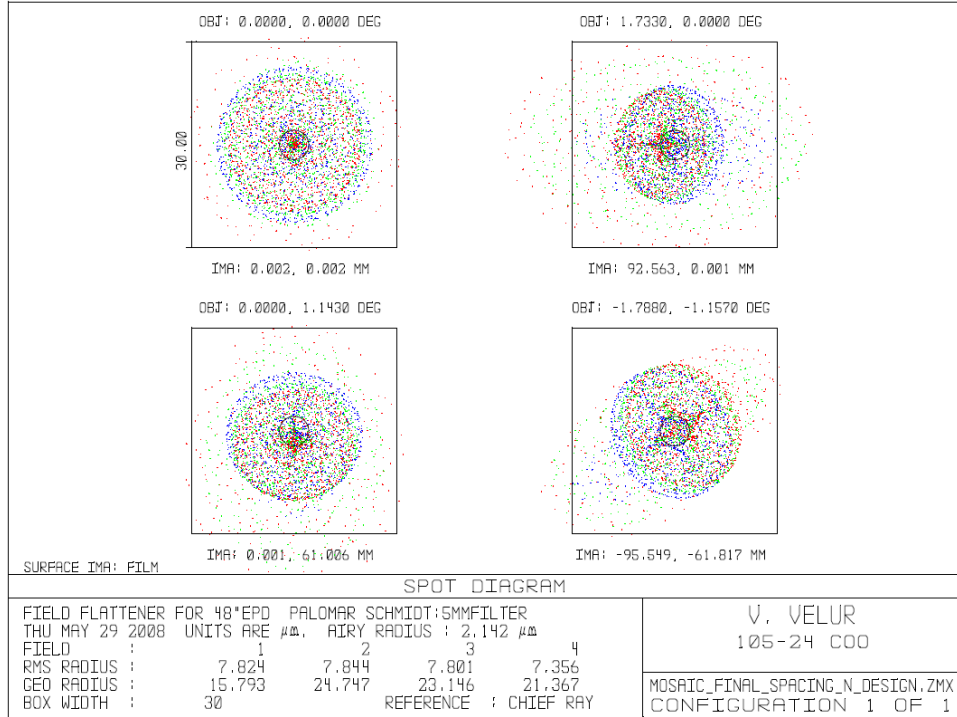 OBJ: 0.0000, 0.0000 DEG
OBJ: 1.7330, 0.0000 DEG
30.00
IMA: 0.002, 0.002 MM
IMA: 92.563, 0.001 MM
OBJ: 0.0000, 1.1430 DEG
OBJ: -1.7880, -1.1570 DEG
IMA: 0.001, 61.006 MM
IMA: -95.549, -61.817 MM
SURFACE IMA: FILM
SPOT DIAGRAM
FIELD FLATTENER FOR 48"EPD PALOMAR SCHMIDT:5MMFILTER
THU MAY 29 2008 UNITS ARE µm. AIRY RADIUS : 2.142 µm
FIELD : 1 2 3 4
RMS RADIUS : 7.824 7.844 7.801 7.356
GEO RADIUS : 15.793 24.747 23.146 21.367
BOX WIDTH : 30 REFERENCE : CHIEF RAY
V. VELUR
105-24 COO
MOSAIC_FINAL_SPACING_N_DESIGN.ZMX
CONFIGURATION 1 OF 1